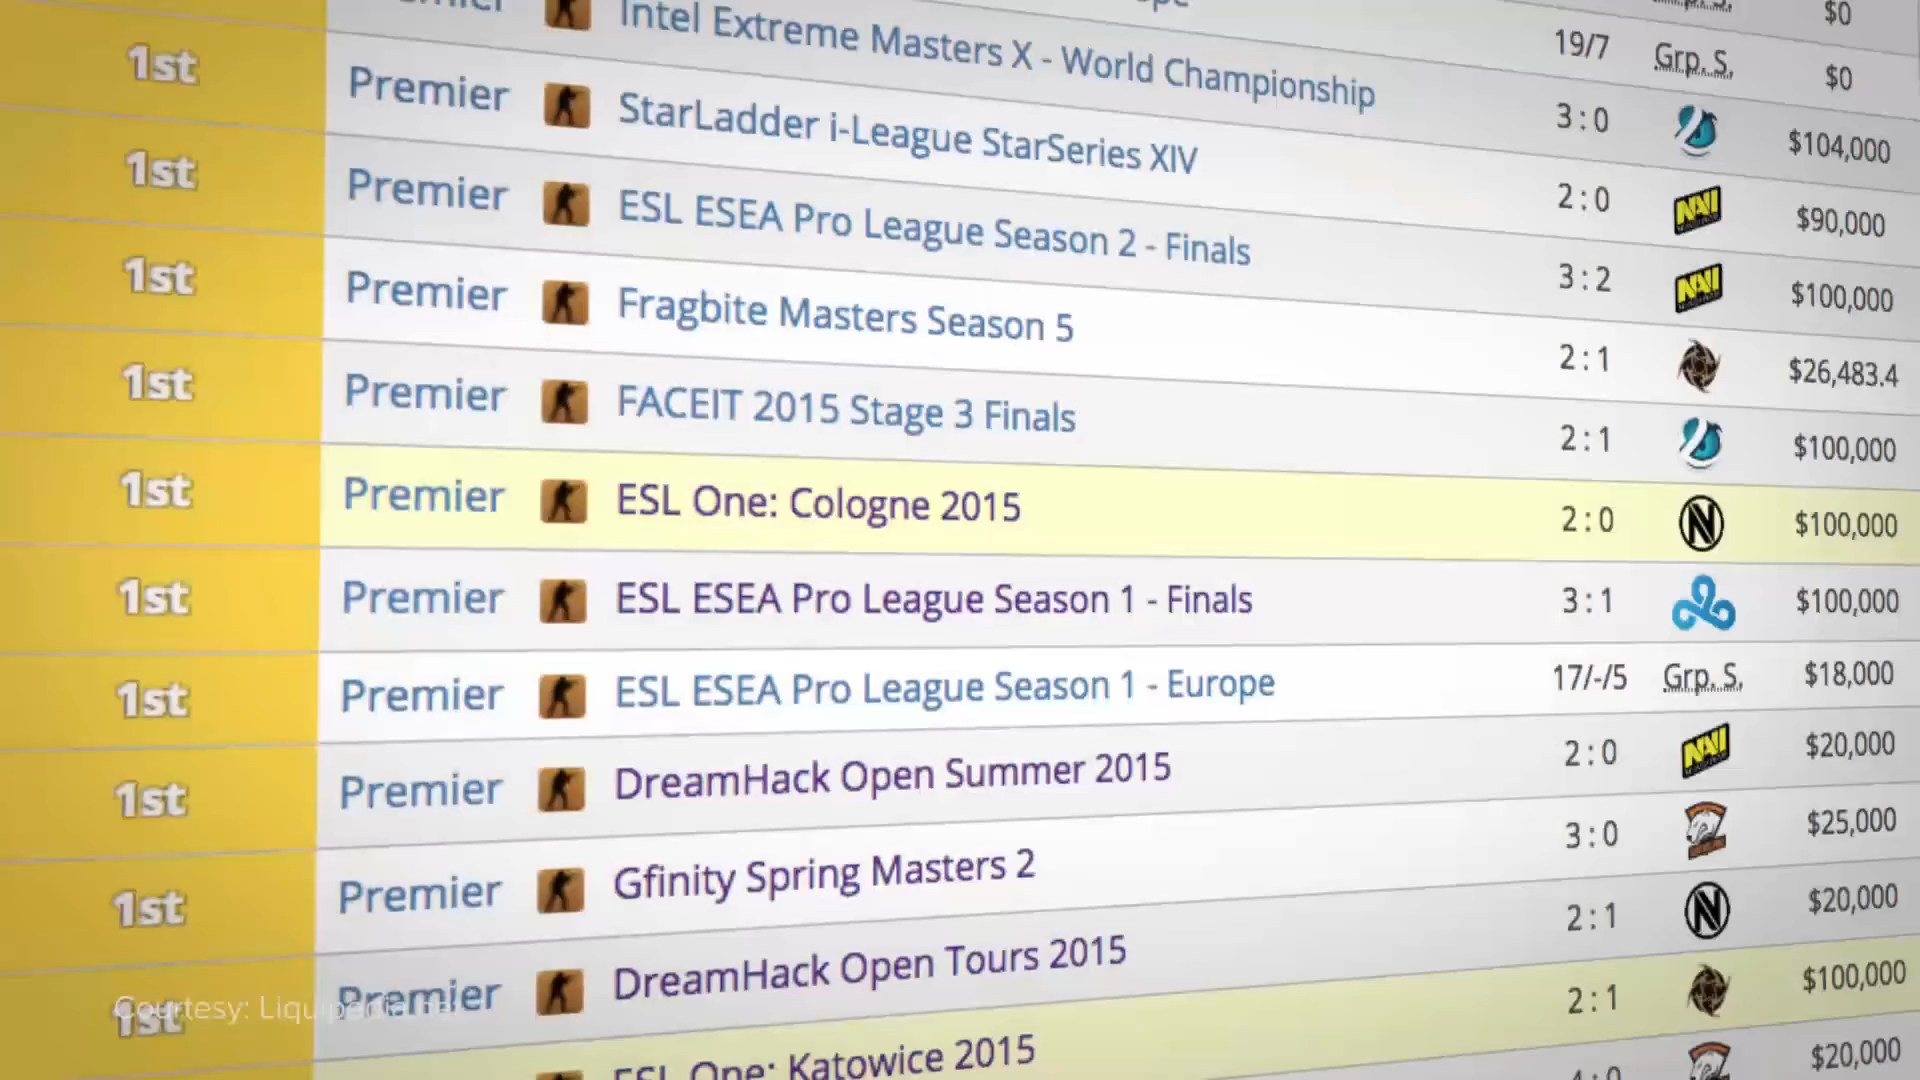 $0
19/7 Grp. S. $0
1st Premier Intel Extreme Masters X - World Championship 3 : 0 $104,000
1st Premier StarLadder i-League StarSeries XIV 2 : 0 NAVI $90,000
1st Premier ESL ESEA Pro League Season 2 - Finals 3 : 2 NAVI $100,000
1st Premier Fragbite Masters Season 5 2 : 1 $26,483.4
1st Premier FACEIT 2015 Stage 3 Finals 2 : 1 $100,000
1st Premier ESL One: Cologne 2015 2 : 0 N $100,000
1st Premier ESL ESEA Pro League Season 1 - Finals 3 : 1 $100,000
1st Premier ESL ESEA Pro League Season 1 - Europe 17/-/5 Grp. S. $18,000
1st Premier DreamHack Open Summer 2015 2 : 0 NAVI $20,000
1st Premier Gfinity Spring Masters 2 3 : 0 $25,000
Premier DreamHack Open Tours 2015 2 : 1 N $20,000
ESL One: Katowice 2015 2 : 1 $100,000
$20,000
Courtesy: Liquipedia.net